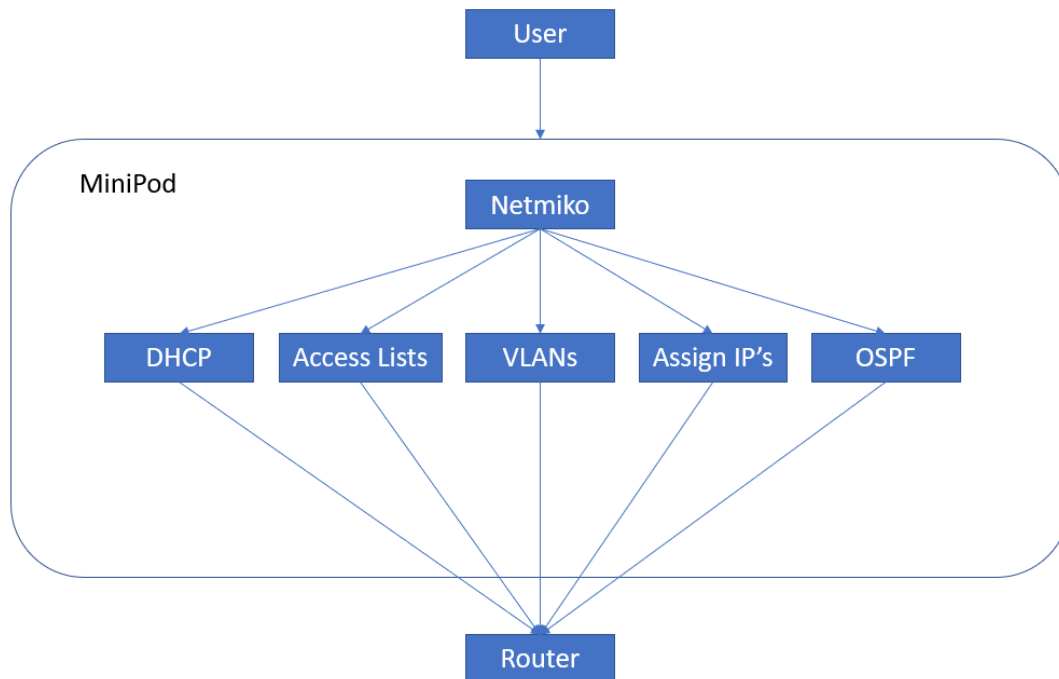 User
MiniPod
Netmiko
DHCP
Access Lists
VLANs
Assign IP’s
OSPF
Router